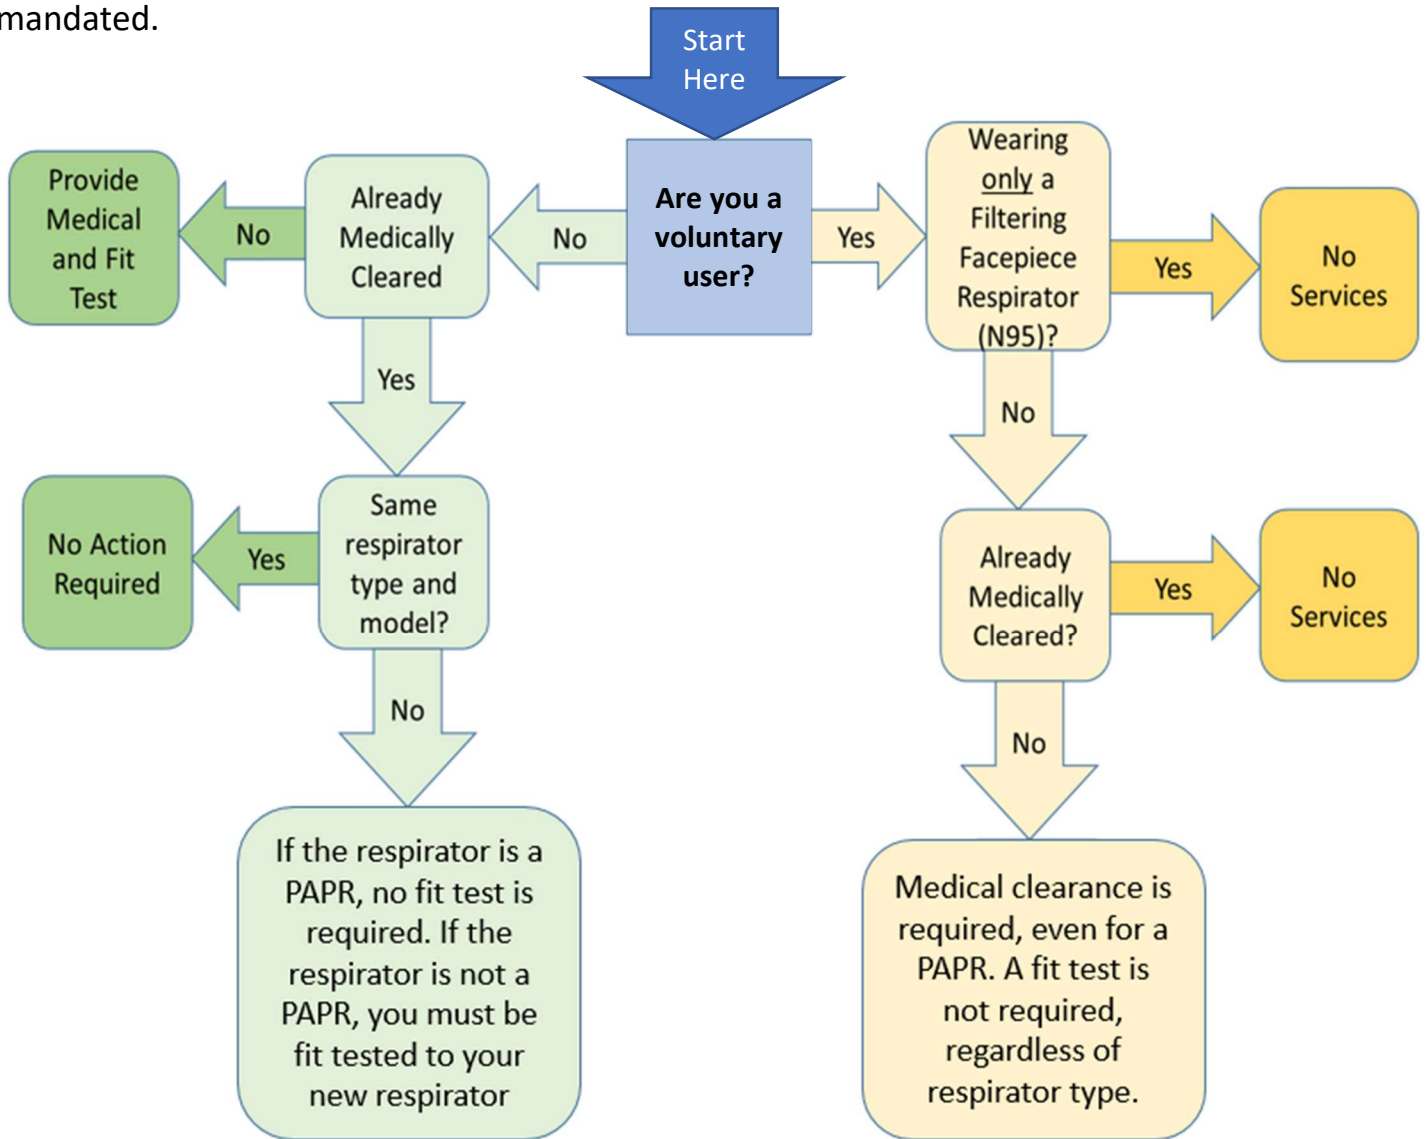 mandated.
Start
Here
Are you a
voluntary
user?
No
Already
Medically
Cleared
No
Provide
Medical
and Fit
Test
Yes
Same
respirator
type and
model?
Yes
No Action
Required
No
If the respirator is a
PAPR, no fit test is
required. If the
respirator is not a
PAPR, you must be
fit tested to your
new respirator
Yes
Wearing
only a
Filtering
Facepiece
Respirator
(N95)?
Yes
No
Services
No
Already
Medically
Cleared?
Yes
No
Services
No
Medical clearance is
required, even for a
PAPR. A fit test is
not required,
regardless of
respirator type.